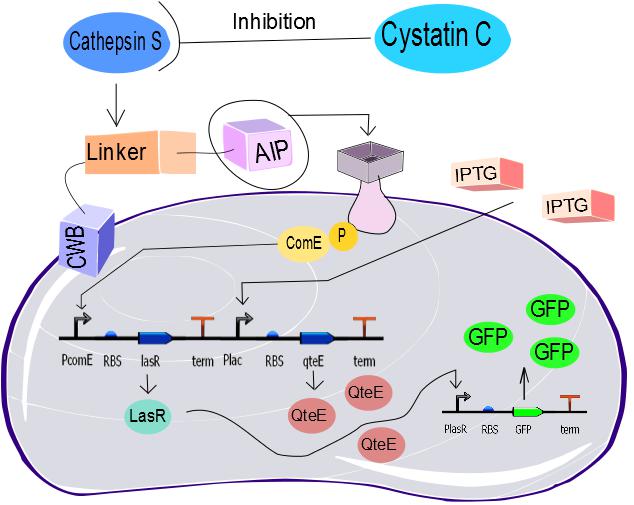 Inhibition
Cathepsin S
Cystatin C
Linker
AIP
IPTG
IPTG
CWB
ComE
P
GFP
GFP
GFP
PcomE RBS lasR term Plac RBS qteE term
QteE
QteE
QteE
LasR
PlasR RBS GFP term